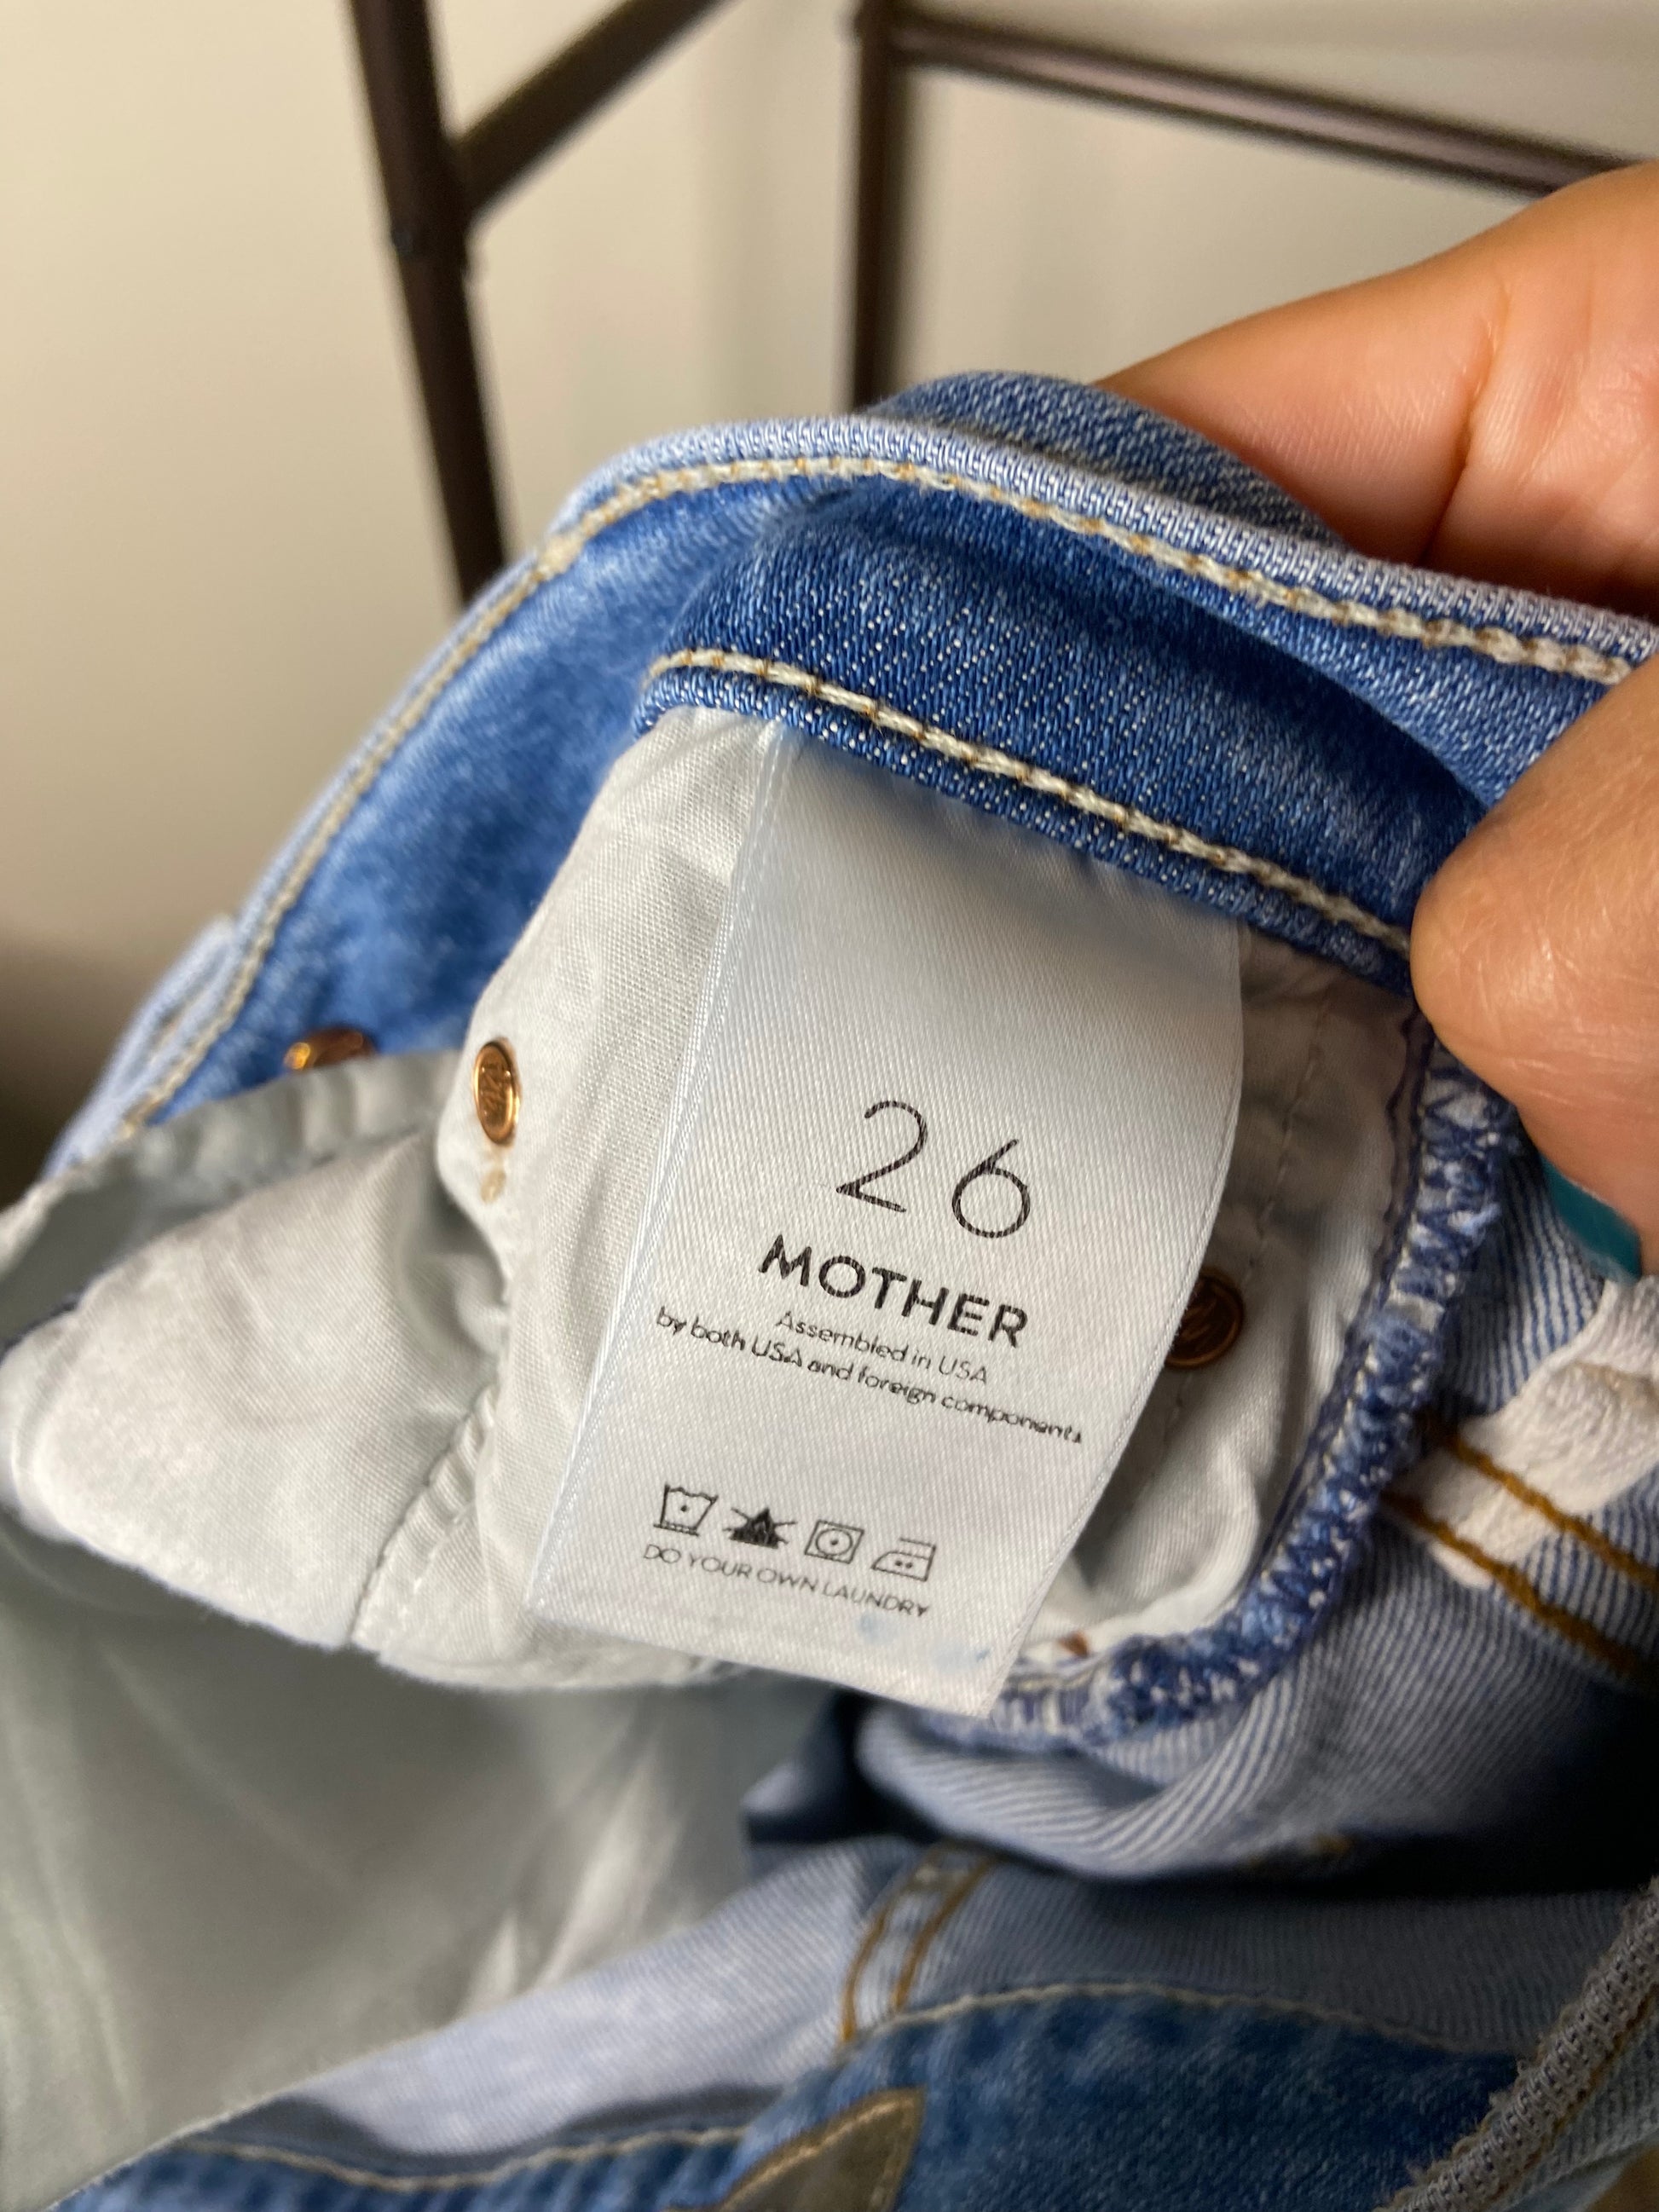 26
MOTHER
Assembled in USA
by both USA and foreign components
DO YOUR OWN LAUNDRY